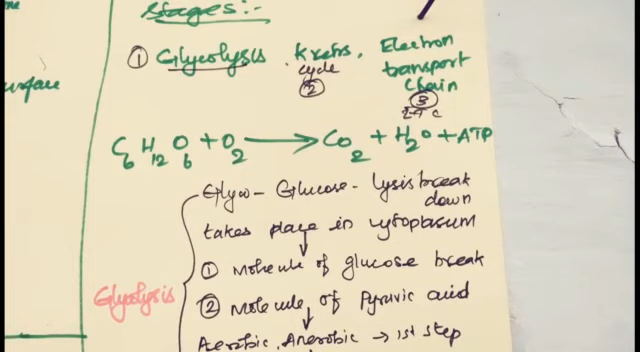 Stages:-
① Glycolysis, Krebs cycle ②, Electron transport chain ③
ETC
C6H12O6 + O2 → CO2 + H2O + ATP
Glyco - Glucose - lysis break down
takes place in cytoplasum
① Molecule of glucose break
Glycolysis
② Molecule of Pyruvic acid
Aerobic, Anerobic → 1st step